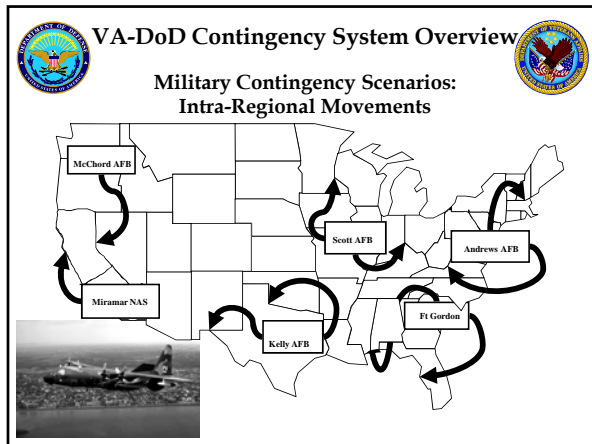 VA-DoD Contingency System Overview
Military Contingency Scenarios:
Intra-Regional Movements
McChord AFB
Scott AFB
Andrews AFB
Miramar NAS
Kelly AFB
Ft Gordon